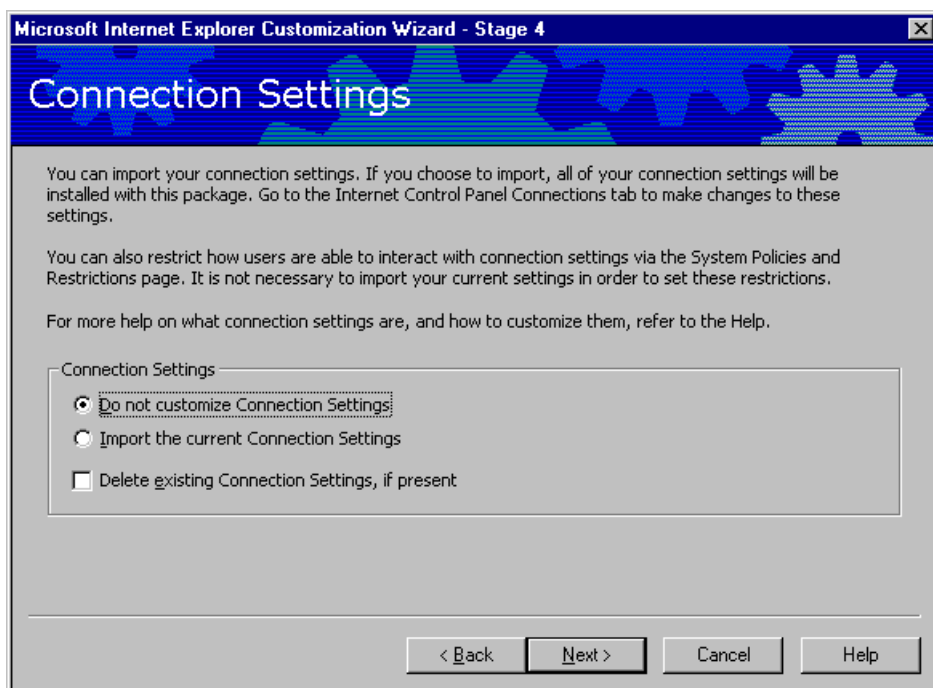 Microsoft Internet Explorer Customization Wizard - Stage 4
Connection Settings
You can import your connection settings. If you choose to import, all of your connection settings will be
installed with this package. Go to the Internet Control Panel Connections tab to make changes to these
settings.
You can also restrict how users are able to interact with connection settings via the System Policies and
Restrictions page. It is not necessary to import your current settings in order to set these restrictions.
For more help on what connection settings are, and how to customize them, refer to the Help.
Connection Settings
Do not customize Connection Settings
Import the current Connection Settings
Delete existing Connection Settings, if present
< Back Next > Cancel Help